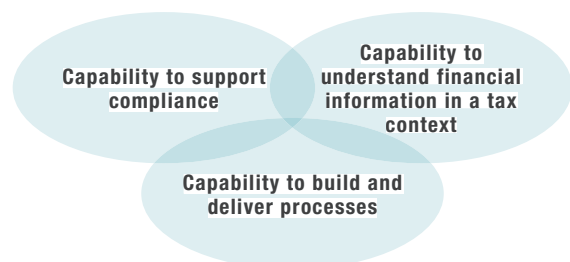 Capability to support
compliance
Capability to
understand financial
information in a tax
context
Capability to build and
deliver processes